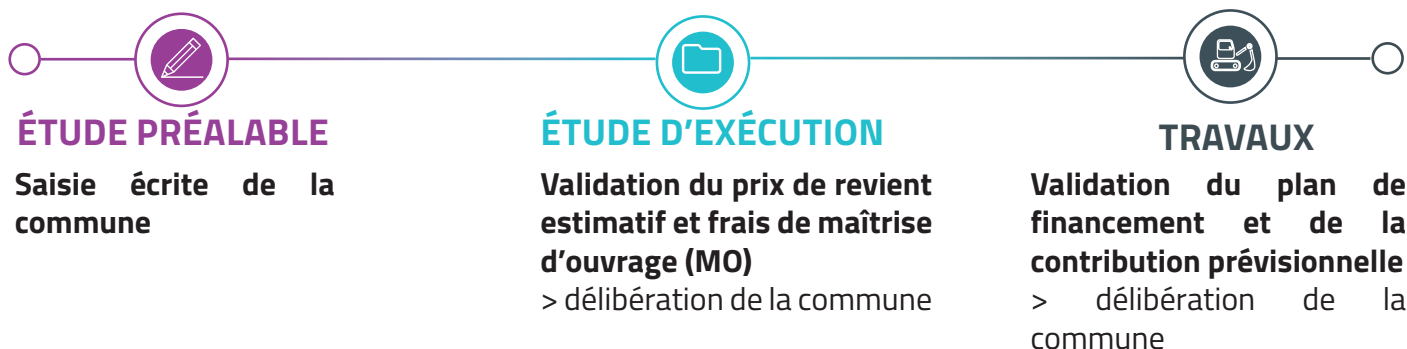 ÉTUDE PRÉALABLE
Saisie écrite de la
commune
ÉTUDE D'EXÉCUTION
Validation du prix de revient
estimatif et frais de maîtrise
d'ouvrage (MO)
> délibération de la commune
TRAVAUX
Validation du plan de
financement et de la
contribution prévisionnelle
> délibération de la
commune